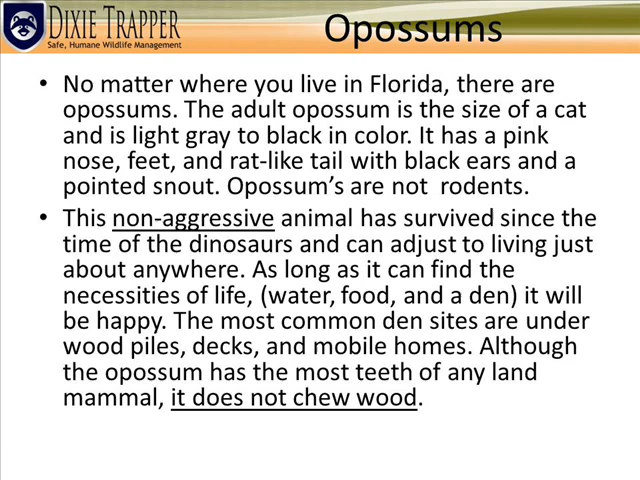 DIXIE TRAPPER
Safe, Humane Wildlife Management
Opossums
• No matter where you live in Florida, there are
opossums. The adult opossum is the size of a cat
and is light gray to black in color. It has a pink
nose, feet, and rat-like tail with black ears and a
pointed snout. Opossum’s are not  rodents.
• This non-aggressive animal has survived since the
time of the dinosaurs and can adjust to living just
about anywhere. As long as it can find the
necessities of life, (water, food, and a den) it will
be happy. The most common den sites are under
wood piles, decks, and mobile homes. Although
the opossum has the most teeth of any land
mammal, it does not chew wood.